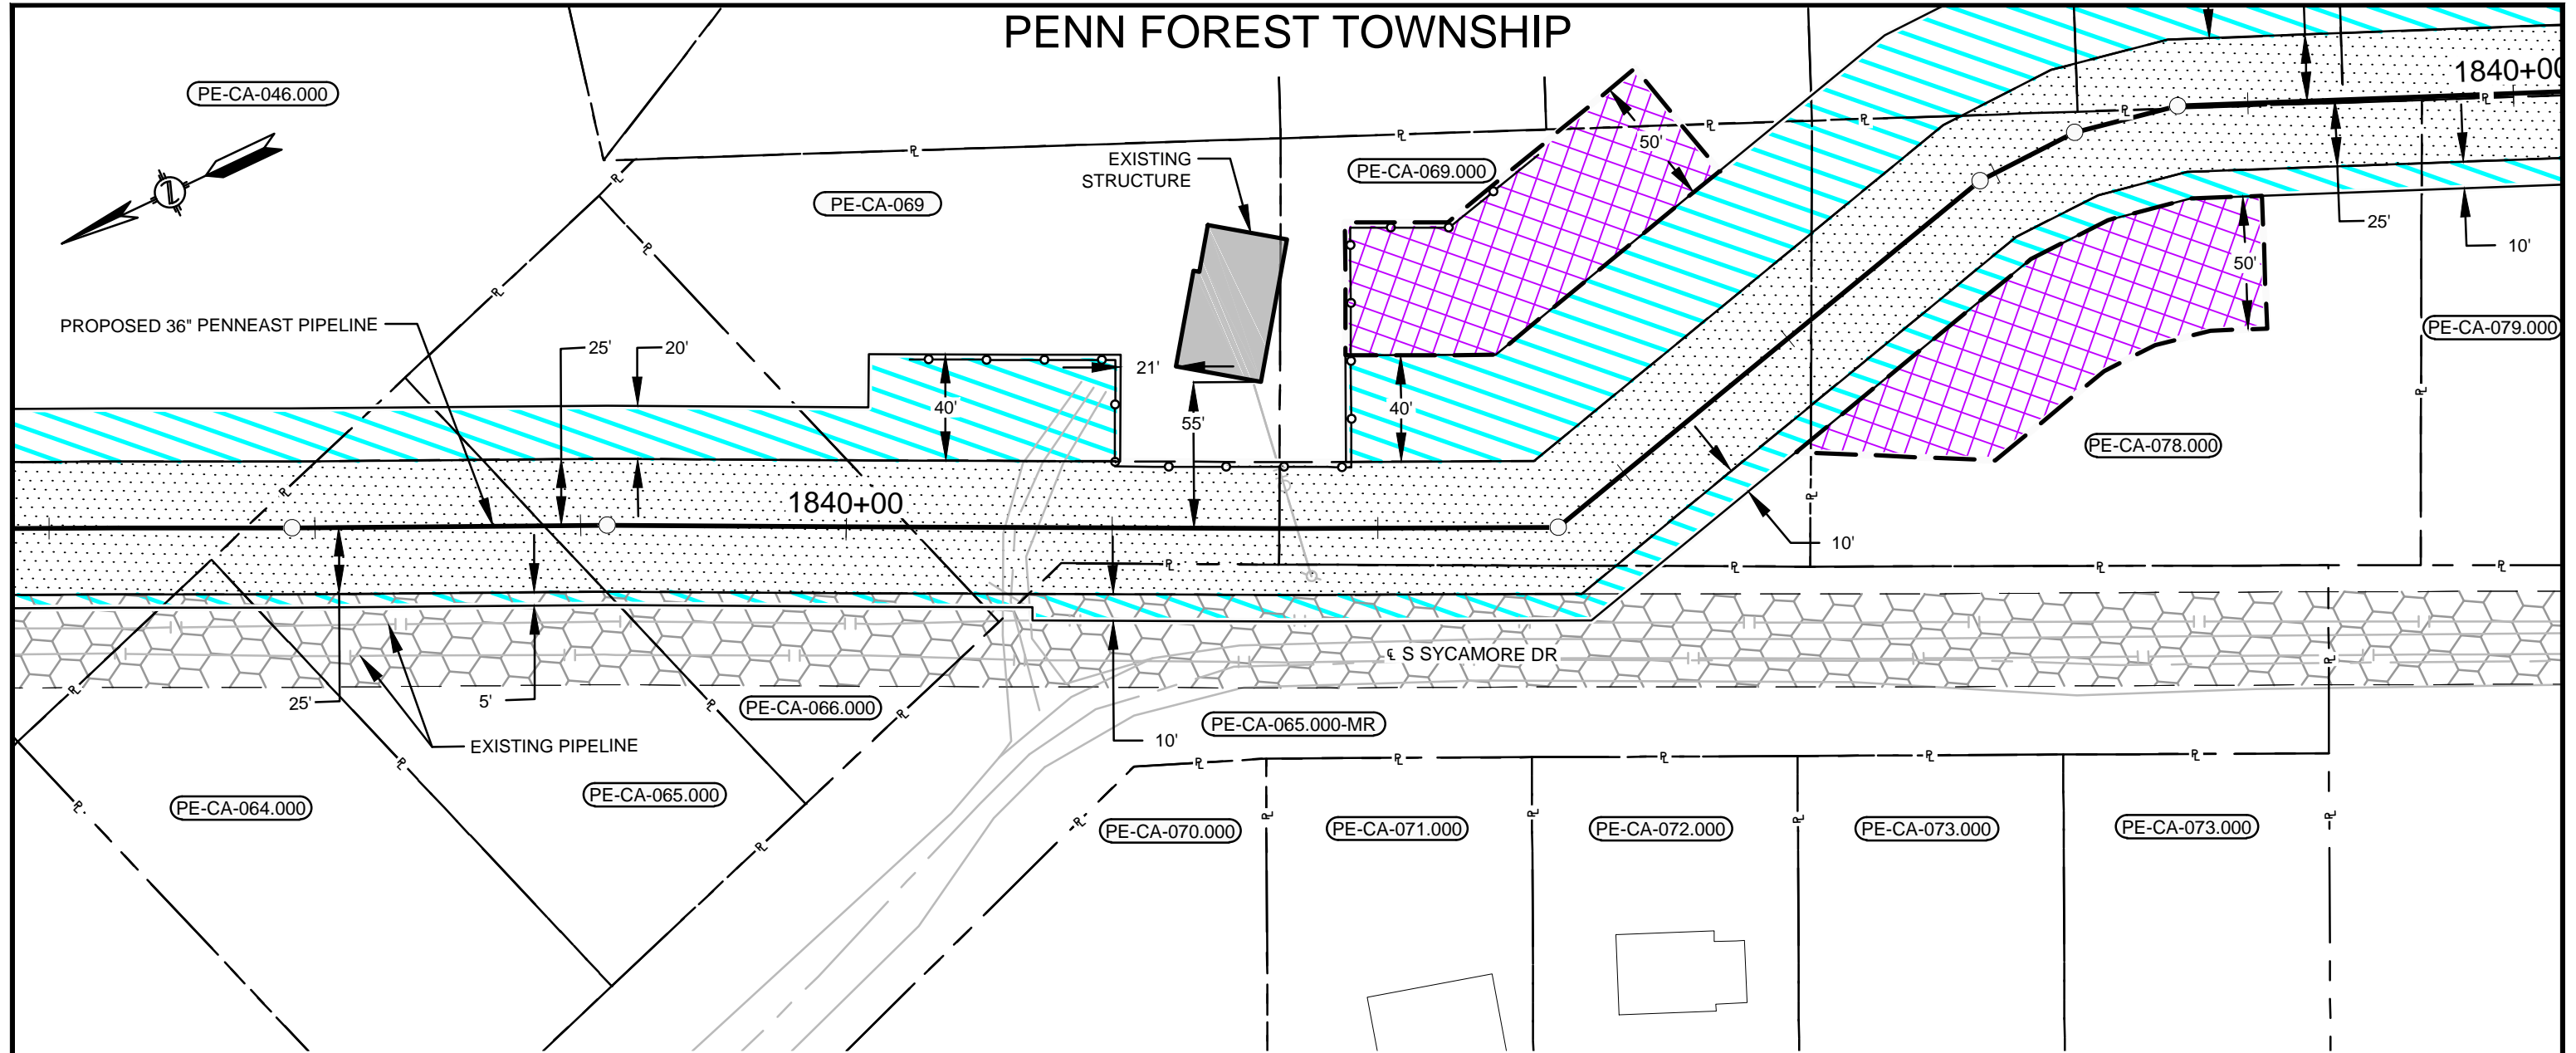 PENN FOREST TOWNSHIP
1840+00
PE-CA-046.000
EXISTING
STRUCTURE
50'
PE-CA-069.000
PE-CA-069
25'
10'
50'
PROPOSED 36" PENNEAST PIPELINE
PE-CA-079.000
25'
20'
21'
40'
40'
55'
PE-CA-078.000
1840+00
10'
℄ S SYCAMORE DR
25'
5'
PE-CA-066.000
PE-CA-065.000-MR
EXISTING PIPELINE
10'
PE-CA-064.000
PE-CA-065.000
PE-CA-070.000
PE-CA-071.000
PE-CA-072.000
PE-CA-073.000
PE-CA-073.000